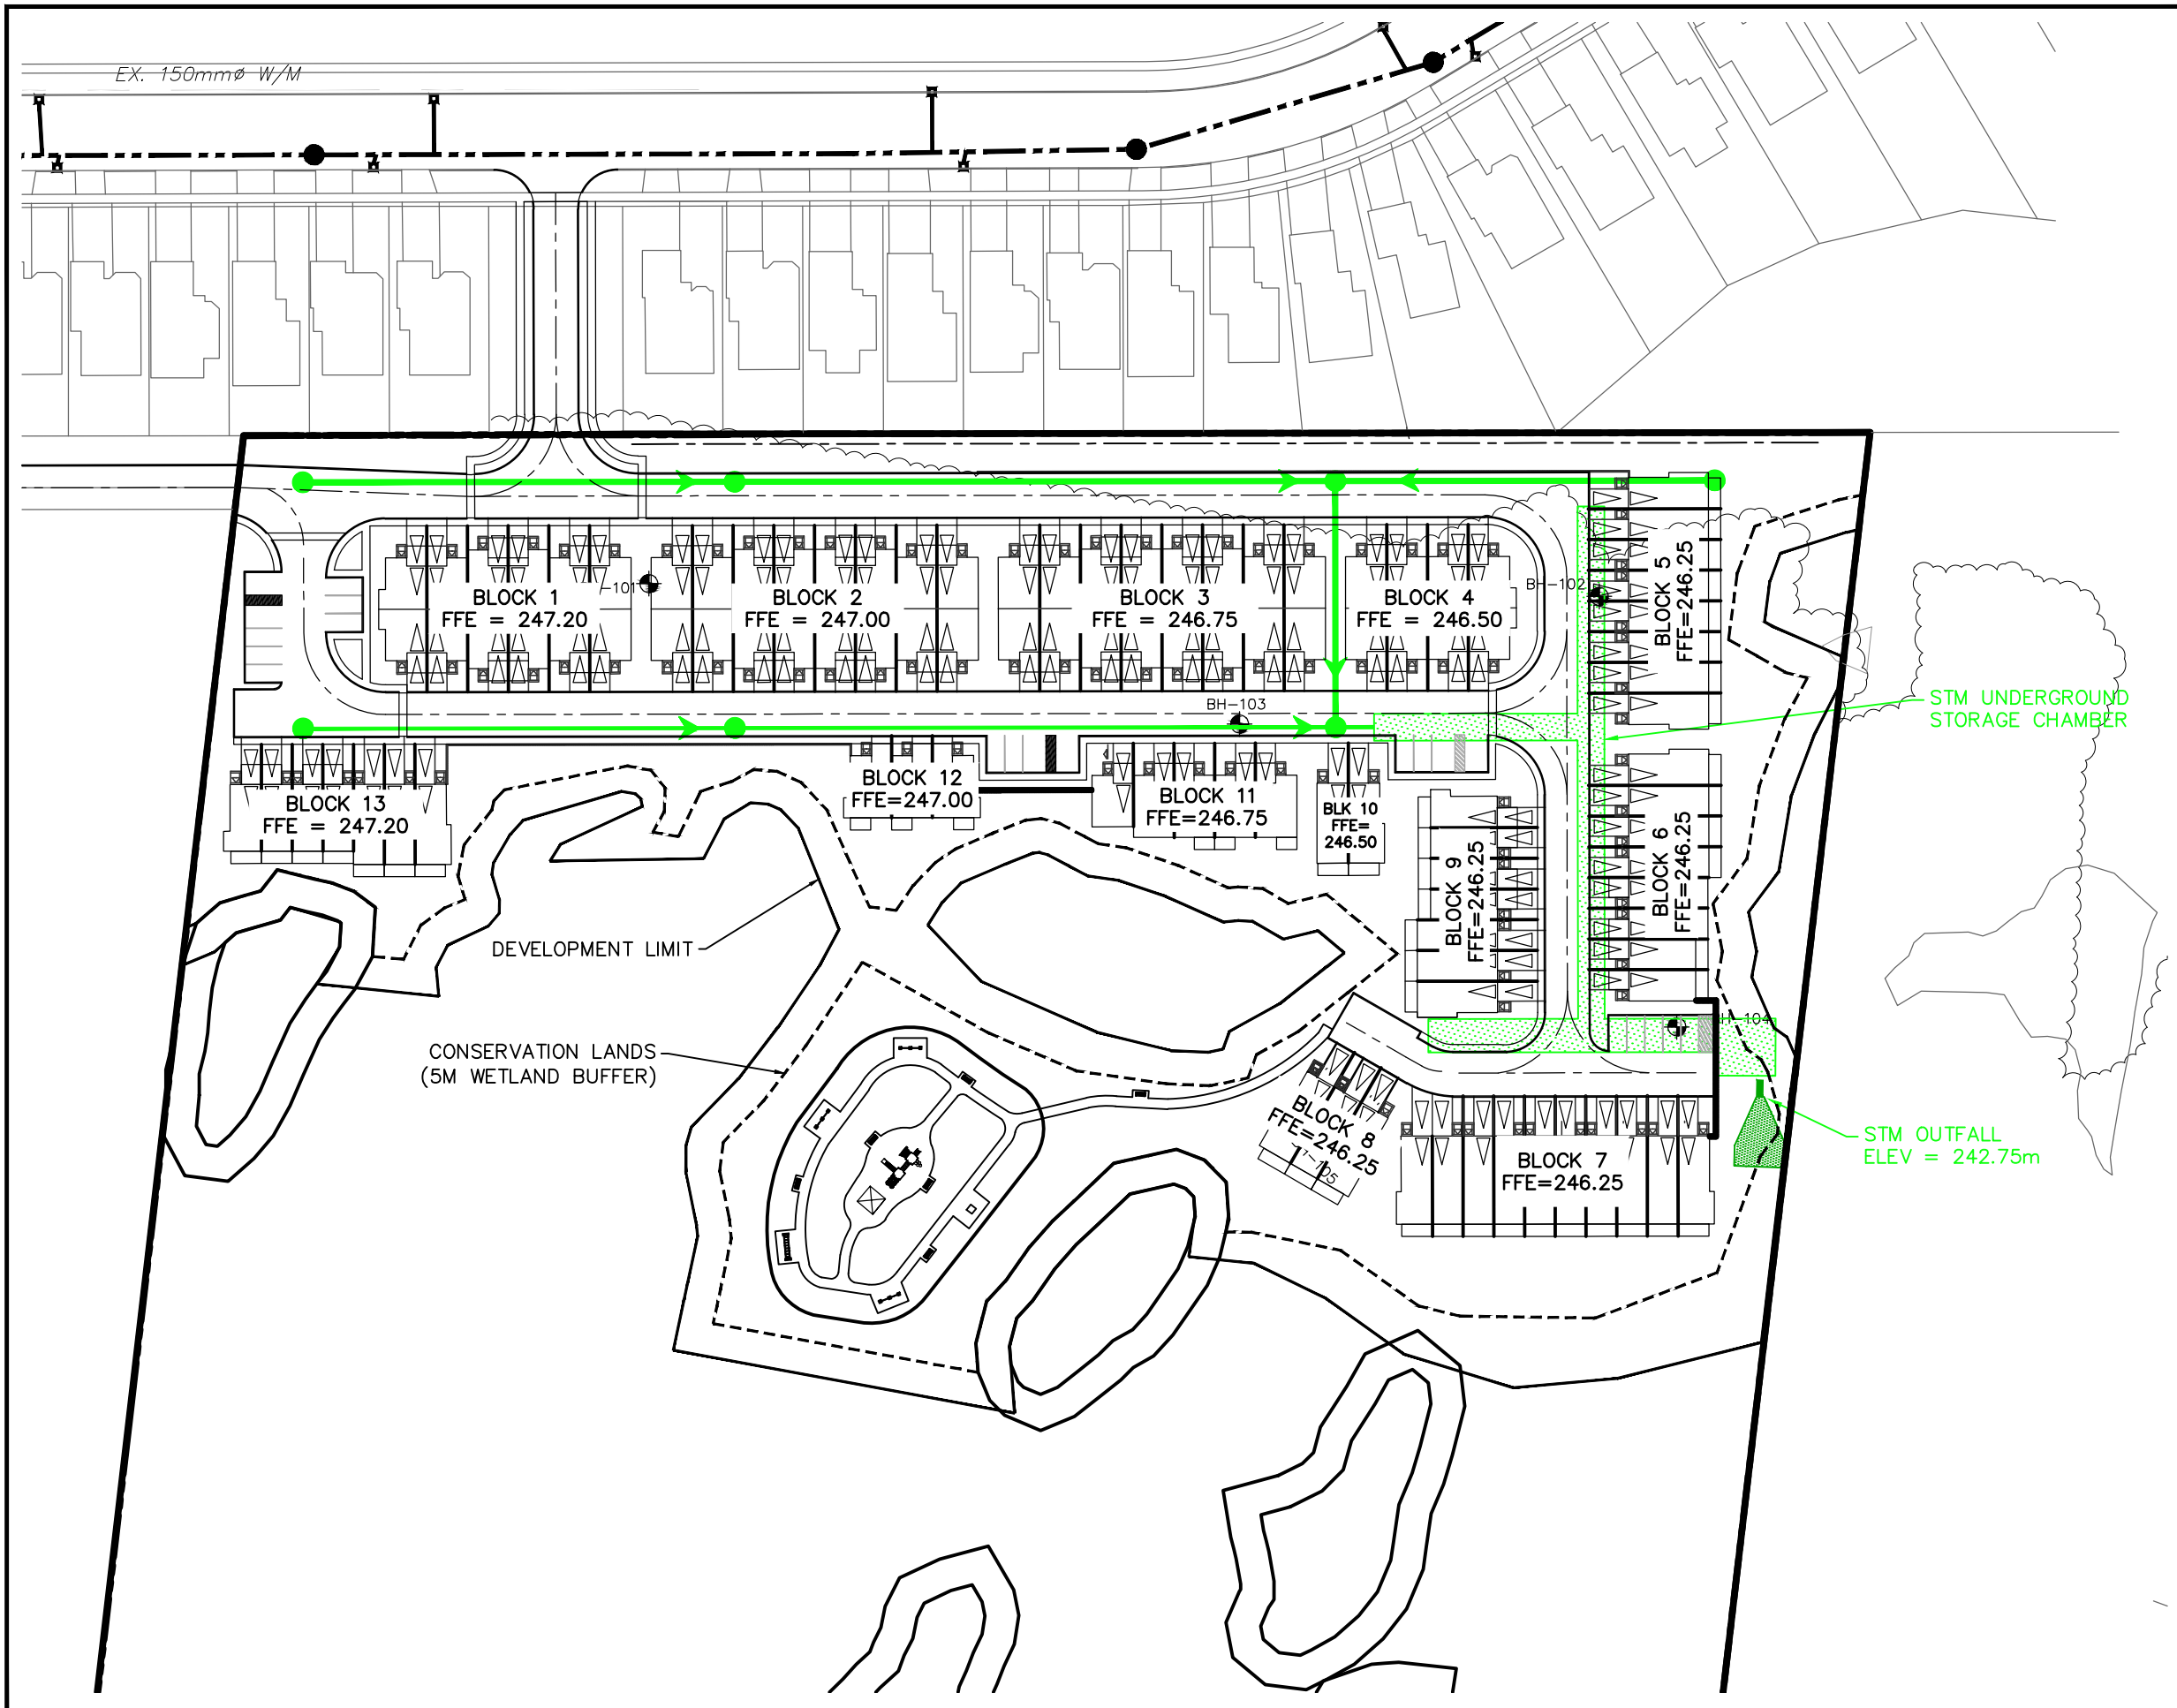 EX. 150mmø W/M
BLOCK 1
FFE = 247.20
-101
BLOCK 2
FFE = 247.00
BLOCK 3
FFE = 246.75
BLOCK 4
FFE = 246.50
BH-102
BLOCK 5
FFE=246.25
STM UNDERGROUND
STORAGE CHAMBER
BH-103
BLOCK 13
FFE = 247.20
BLOCK 12
FFE=247.00
BLOCK 11
FFE=246.75
BLK 10
FFE=
246.50
BLOCK 9
FFE=246.25
BLOCK 6
FFE=246.25
DEVELOPMENT LIMIT
CONSERVATION LANDS
(5M WETLAND BUFFER)
H-104
BLOCK 8
FFE=246.25
-105
BLOCK 7
FFE=246.25
STM OUTFALL
ELEV = 242.75m